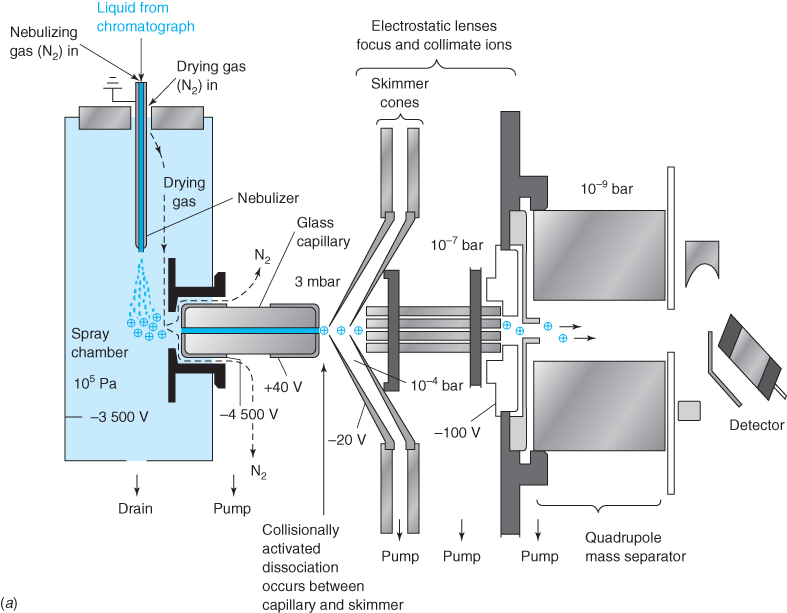 Liquid from
chromatograph
Nebulizing
gas (N₂) in
Drying gas
(N₂) in
Electrostatic lenses
focus and collimate ions
Skimmer
cones
Drying
gas
Nebulizer
Glass
capillary
N₂
3 mbar
10⁻⁷ bar
10⁻⁹ bar
Spray
chamber
10⁵ Pa
−3 500 V
−4 500 V
+40 V
−20 V
10⁻⁴ bar
−100 V
Detector
N₂
Drain
Pump
Collisionally
activated
dissociation
occurs between
capillary and skimmer
Pump
Pump
Pump
Quadrupole
mass separator
(a)